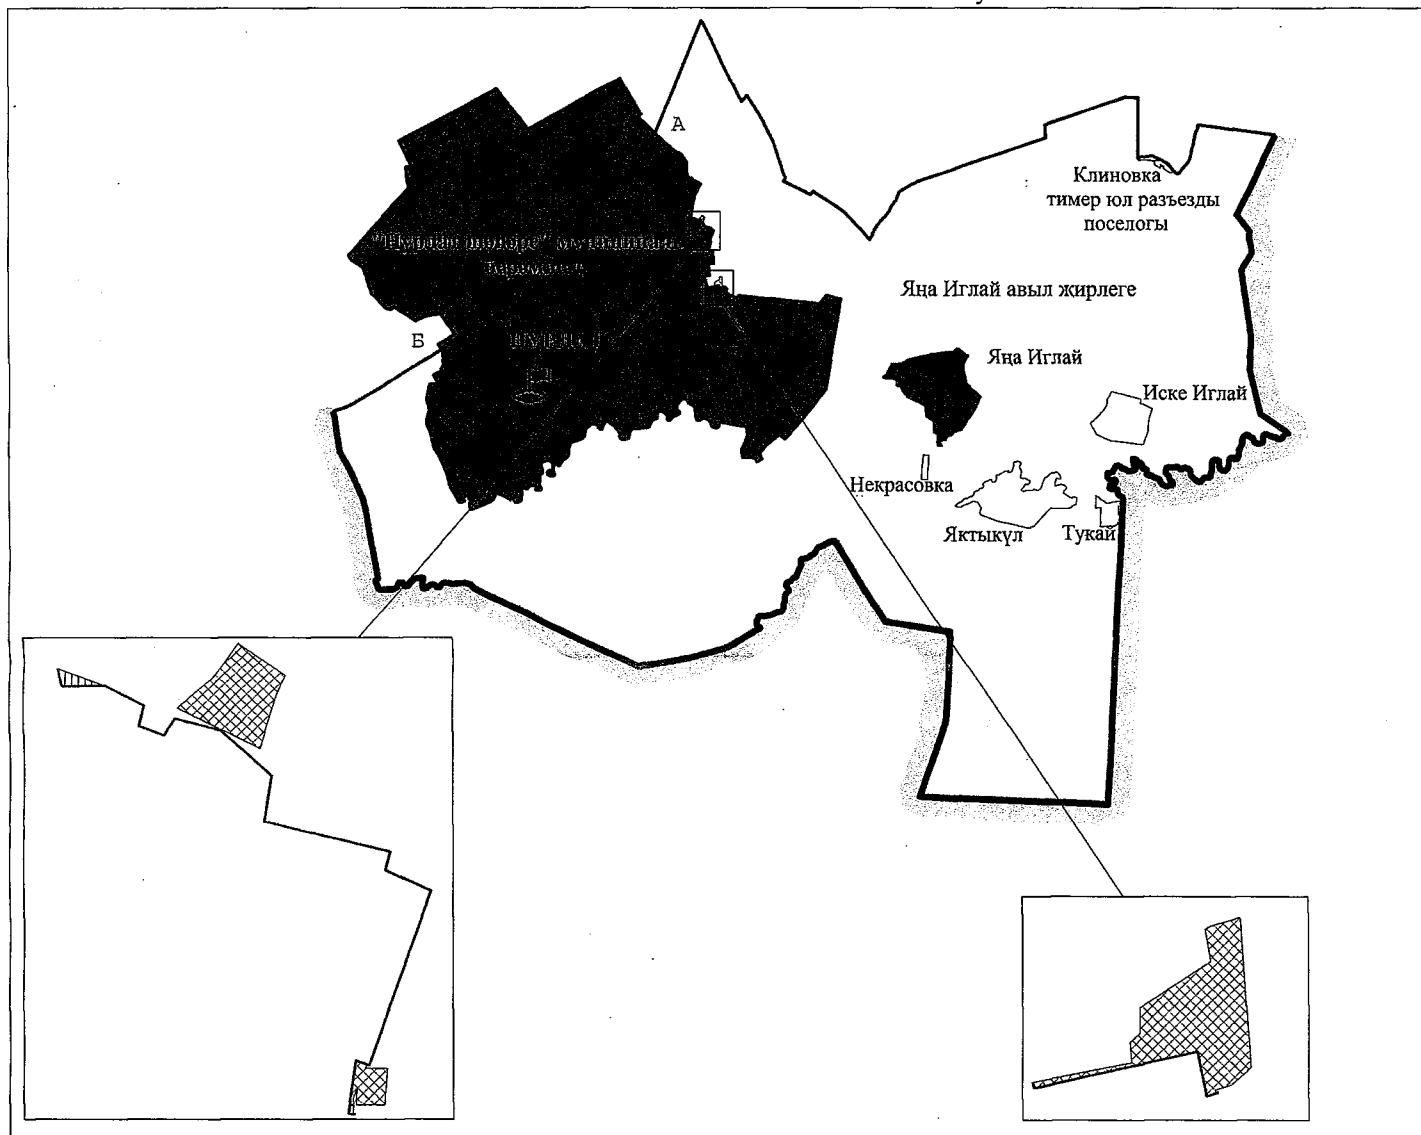 А
Клиновка
тимер юл разъезды
поселогы
Яңа Иглай авыл җирлеге
Б
Яңа Иглай
Иске Иглай
Некрасовка
Яктыкүл
Тукай